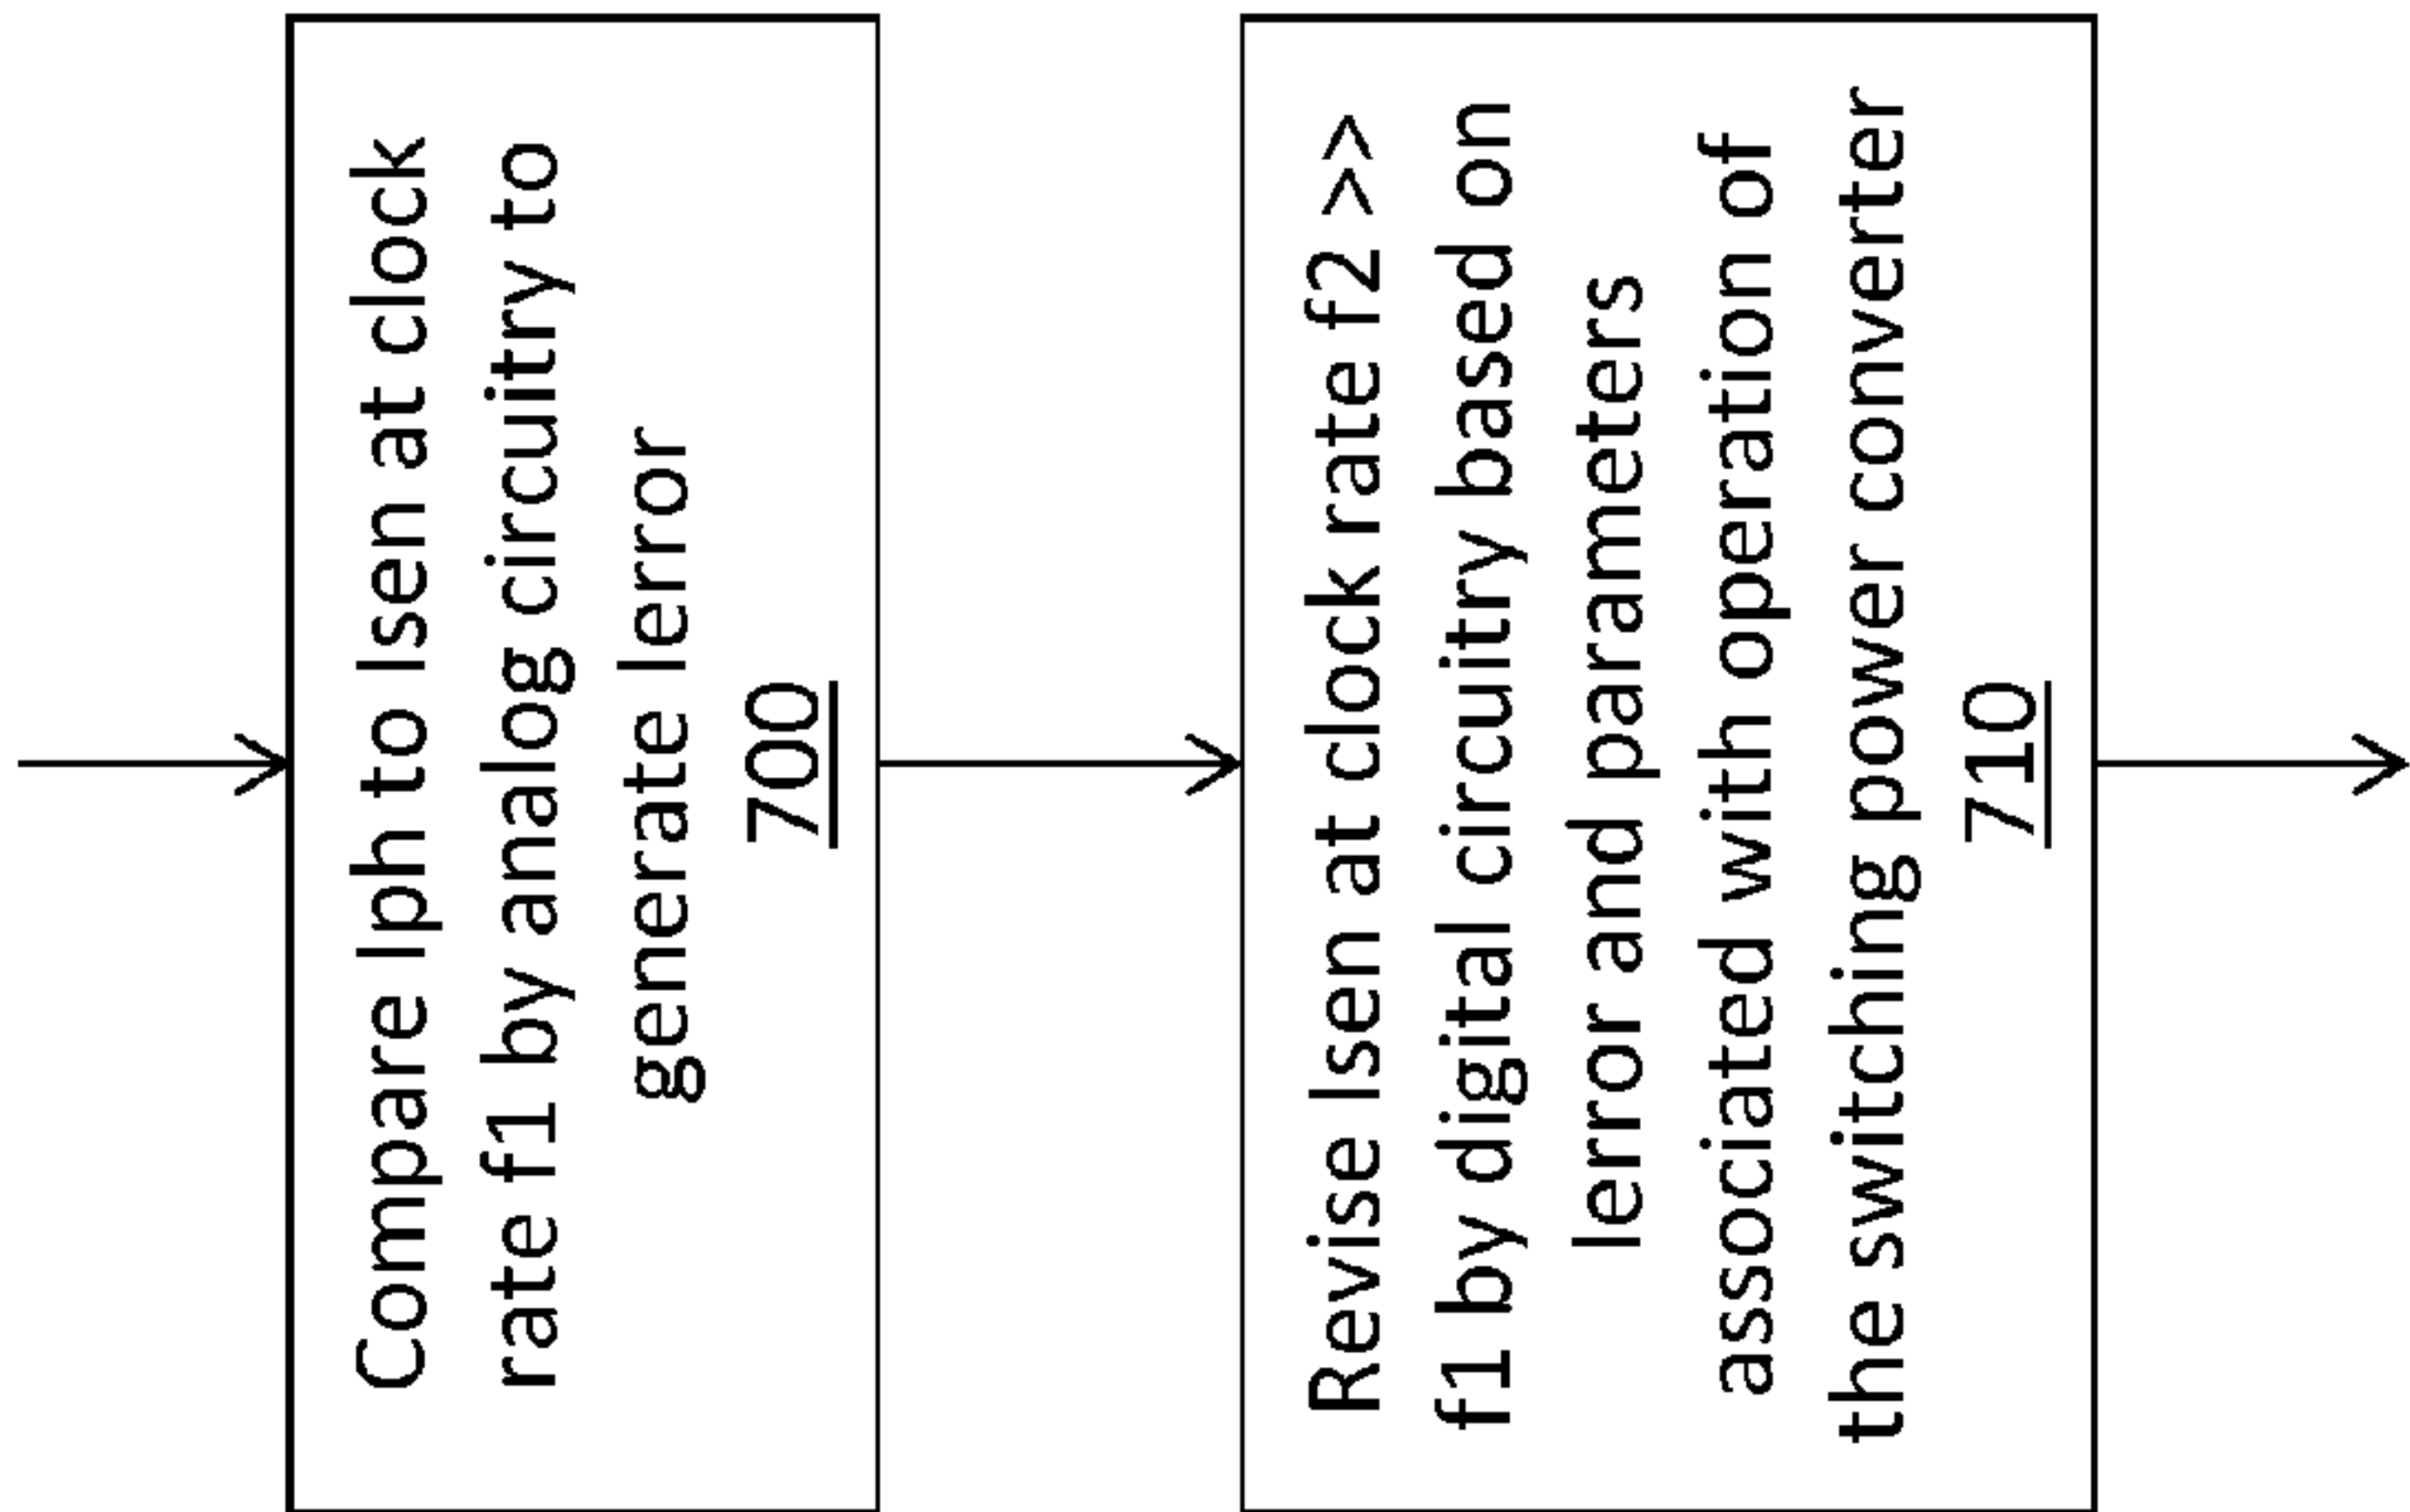 Compare Iph to Isen at clock
rate f1 by analog circuitry to
generate Ierror
700
Revise Isen at clock rate f2 >>
f1 by digital circuitry based on
Ierror and parameters
associated with operation of
the switching power converter
710